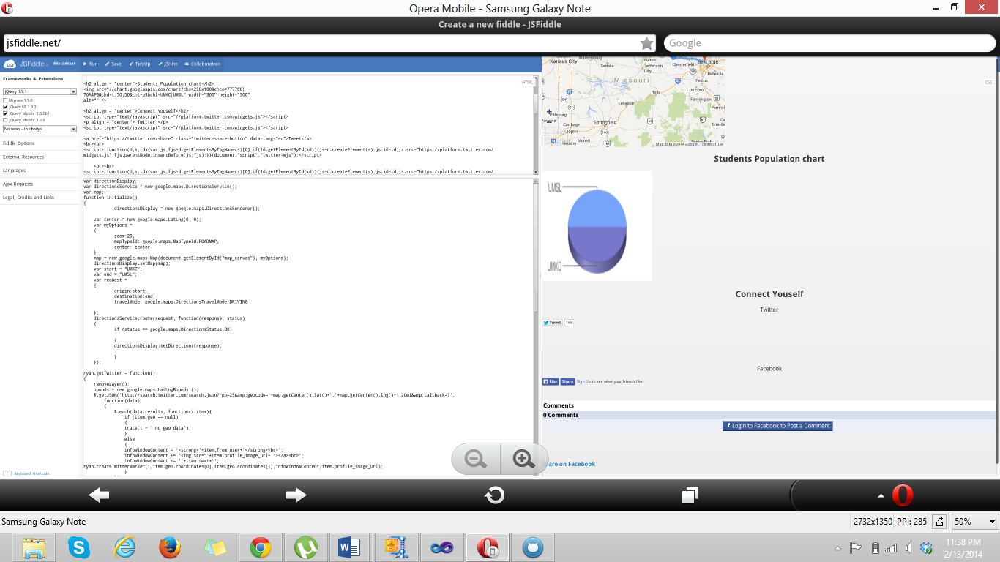 Opera Mobile - Samsung Galaxy Note
Create a new fiddle - JSFiddle
jsfiddle.net/
Google
JSFiddle
Hide sidebar
Run
Save
TidyUp
JSHint
Collaboration
Frameworks & Extensions
jQuery 1.9.1
Migrate 1.1.0
jQuery UI 1.9.2
jQuery Mobile 1.3.0b1
jQuery Mobile 1.2.0
No wrap - in <body>
Fiddle Options
External Resources
Languages
Ajax Requests
Legal, Credits and Links
Keyboard shortcuts
HTML
<h2 align = "center">Students Population chart</h2>
<img src="//chart.googleapis.com/chart?chs=250x100&chco=7777CC|
76A4FB&chd=t:50,50&cht=p3&chl=UMKC|UMSL" width="300" height="300"
alt="" />
<h2 align = "center">Connect Youself</h2>
<script type="text/javascript" src="//platform.twitter.com/widgets.js"></script>
<p align = "center"> Twitter </p>
<script type="text/javascript" src="//platform.twitter.com/widgets.js"></script>
<a href="https://twitter.com/share" class="twitter-share-button" data-lang="en">Tweet</a>
<br><br>
<script>!function(d,s,id){var js,fjs=d.getElementsByTagName(s)[0];if(!d.getElementById(id)){js=d.createElement(s);js.id=id;js.src="https://platform.twitter.com/
widgets.js";fjs.parentNode.insertBefore(js,fjs);}}(document,"script","twitter-wjs");</script>
<br><br>
<script>!function(d,s,id){var js,fjs=d.getElementsByTagName(s)[0];if(!d.getElementById(id)){js=d.createElement(s);js.id=id;js.src="https://platform.twitter.com/
var directionDisplay;
var directionsService = new google.maps.DirectionsService();
var map;
function initialize()
{
directionsDisplay = new google.maps.DirectionsRenderer();
var center = new google.maps.LatLng(0, 0);
var myOptions =
{
zoom:20,
mapTypeId: google.maps.MapTypeId.ROADMAP,
center: center
}
map = new google.maps.Map(document.getElementById("map_canvas"), myOptions);
directionsDisplay.setMap(map);
var start = "UMKC";
var end = "UMSL";
var request =
{
origin:start,
destination:end,
travelMode: google.maps.DirectionsTravelMode.DRIVING
};
directionsService.route(request, function(response, status)
{
if (status == google.maps.DirectionsStatus.OK)
{
directionsDisplay.setDirections(response);
}
});
ryan.getTwitter = function()
{
removeLayer();
bounds = new google.maps.LatLngBounds ();
$.getJSON('http://search.twitter.com/search.json?rpp=25&amp;geocode='+map.getCenter().lat()+','+map.getCenter().lng()+',20mi&amp;callback=?',
function(data)
{
$.each(data.results, function(i,item){
if (item.geo == null)
{
trace(i + ' no geo data');
}
else
{
infoWindowContent = '<strong>'+item.from_user+'</strong><br>';
infoWindowContent += '<img src="'+item.profile_image_url+'"></a><br>';
infoWindowContent += ''+item.text+'';
ryan.createTwitterMarker(i,item.geo.coordinates[0],item.geo.coordinates[1],infoWindowContent,item.profile_image_url);
}
CSS
Kansas City
Warrensburg
Sedalia
Jefferson City
Chesterfield
St. Louis
Belleville
Missouri
Festus
De Soto
Rolla
Farmington
Perryville
Pittsburg
Carthage
Joplin
Springfield
Neosho
Monett
Map data ©2014 Google
Terms of Use
Students Population chart
UMSL
UMKC
Connect Youself
Twitter
Tweet
168
Facebook
Like
Share
Sign Up to see what your friends like.
Comments
0 Comments
Login to Facebook to Post a Comment
are on Facebook
Samsung Galaxy Note
2732x1350
PPI: 285
50%
11:38 PM
2/13/2014